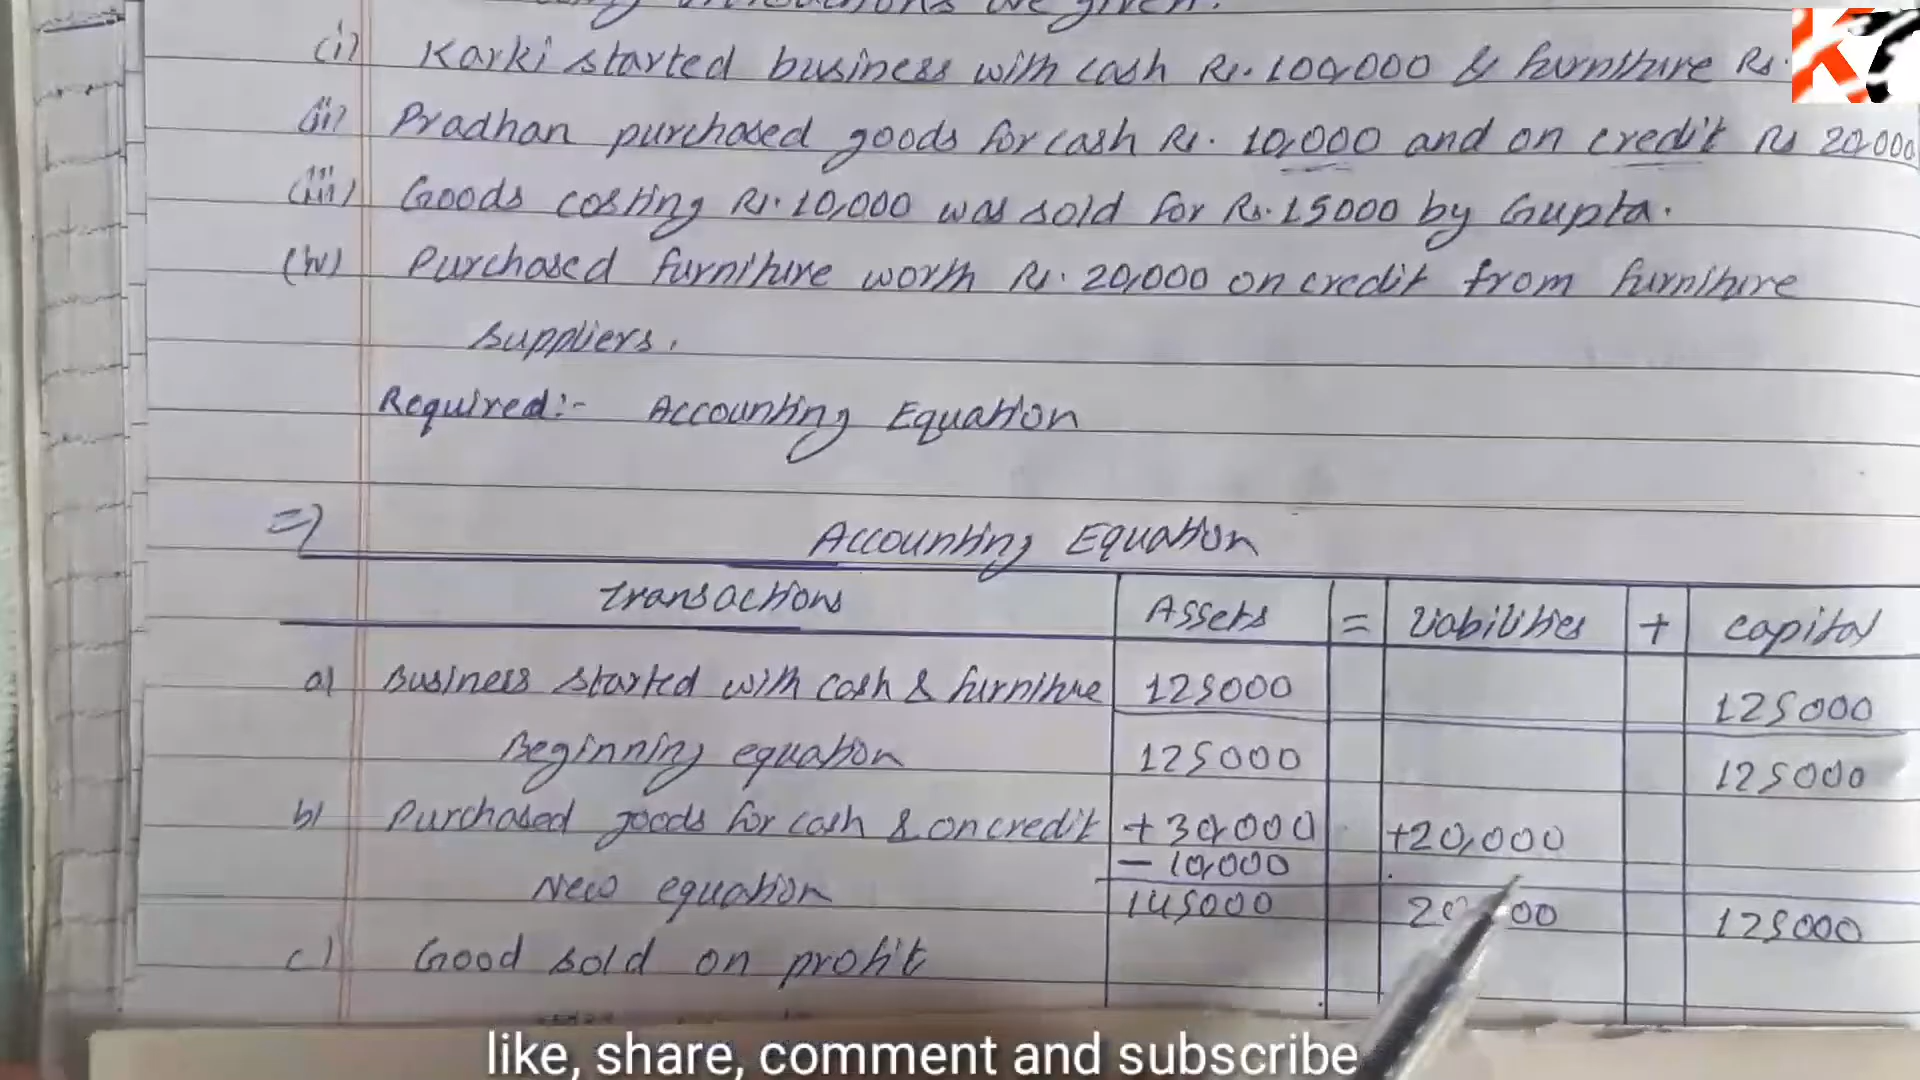 we given.
(i) Karki started business with cash Rs. 100,000 & furniture Rs.
(ii) Pradhan purchased goods for cash Rs. 10,000 and on credit Rs 20,000
(iii) Goods costing Rs. 10,000 was sold for Rs. 15000 by Gupta.
(iv) Purchased furniture worth Rs. 20,000 on credit from furniture
suppliers.
Required:- Accounting Equation
=) Accounting Equation
Transactions Assets = Liabilities + Capital
a) Business started with cash & furniture 125000 125000
Beginning equation 125000 125000
b) Purchased goods for cash & on credit +30,000 +20,000
- 10,000
New equation 145000 125000
c) Good sold on profit
like, share, comment and subscribe